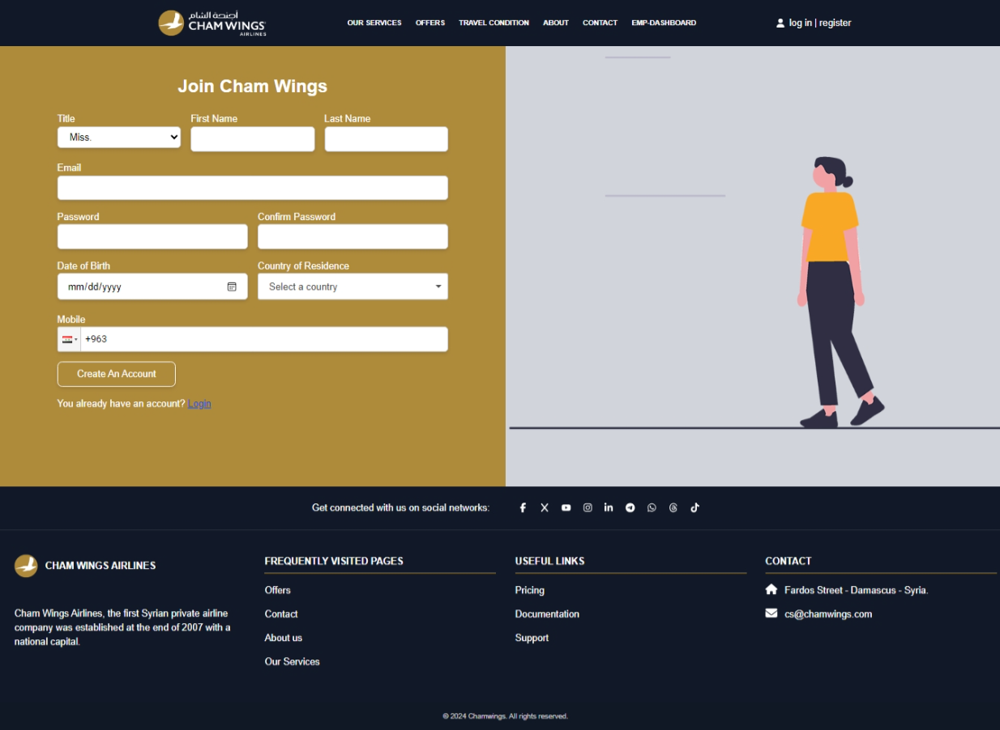 أجنحة الشام
CHAM WINGS
AIRLINES
OUR SERVICES OFFERS TRAVEL CONDITION ABOUT CONTACT EMP-DASHBOARD
log in | register
Join Cham Wings
Title First Name Last Name
Miss.
Email
Password Confirm Password
Date of Birth Country of Residence
mm/dd/yyyy Select a country
Mobile
+963
Create An Account
You already have an account? Login
Get connected with us on social networks:
CHAM WINGS AIRLINES
Cham Wings Airlines, the first Syrian private airline
company was established at the end of 2007 with a
national capital.
FREQUENTLY VISITED PAGES
Offers
Contact
About us
Our Services
USEFUL LINKS
Pricing
Documentation
Support
CONTACT
Fardos Street - Damascus - Syria.
cs@chamwings.com
© 2024 Chamwings. All rights reserved.